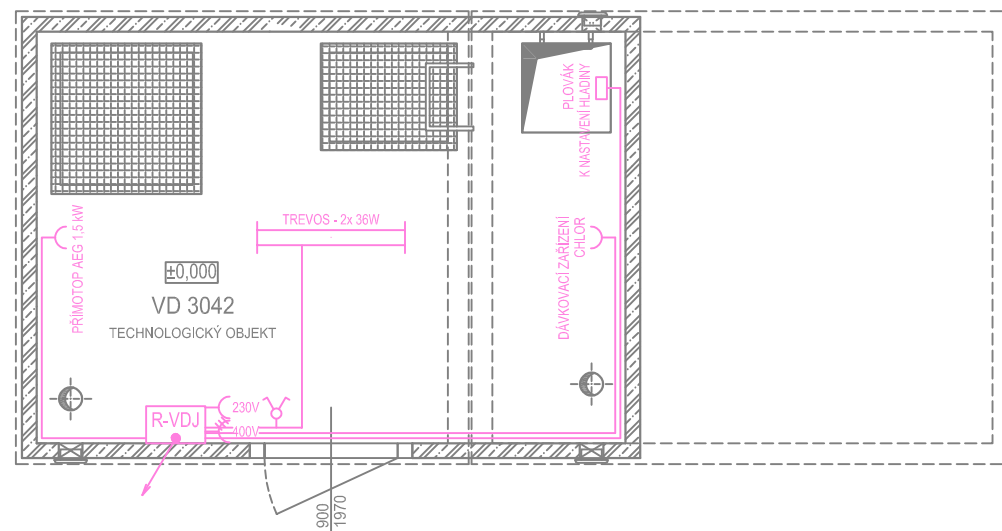 PLOVÁK
K NASTAVENÍ HLADINY
TREVOS - 2x 36W
PŘÍMOTOP AEG 1,5 kW
DÁVKOVACÍ ZAŘÍZENÍ
CHLOR
±0,000
VD 3042
TECHNOLOGICKÝ OBJEKT
R-VDJ
230V
400V
900
1970